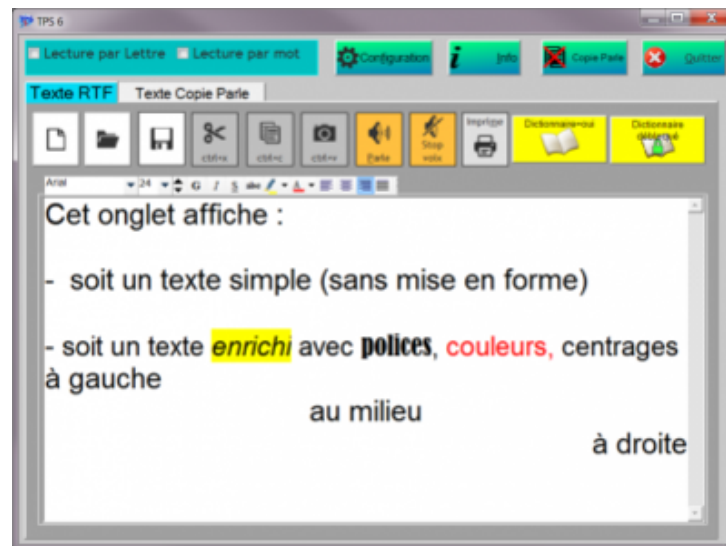 TPS 6
Lecture par Lettre Lecture par mot Configuration Info Copie Parle Quitter
Texte RTF Texte Copie Parle
ctrl+x ctrl+c ctrl+v Parle Stop voix Imprime Dictionnaire=oui Dictionnaire débloqué
Arial 24 G I S abc A
Cet onglet affiche :
- soit un texte simple (sans mise en forme)
- soit un texte enrichi avec polices, couleurs, centrages
à gauche
au milieu
à droite